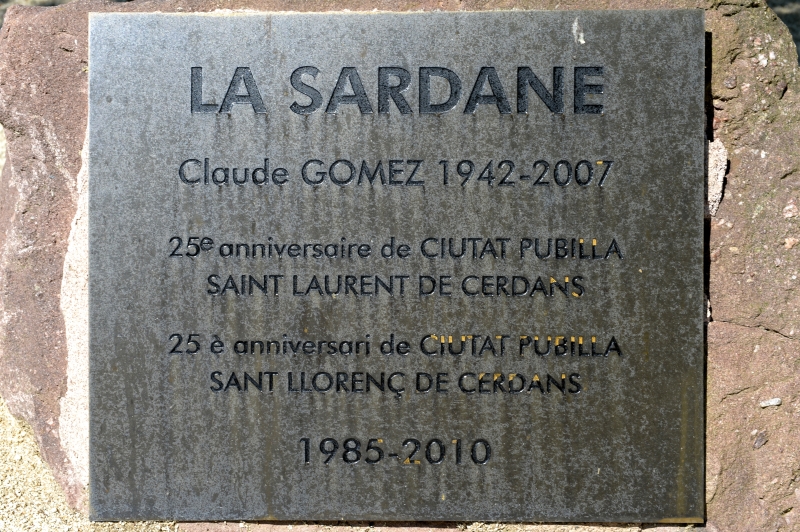 LA SARDANE
Claude GOMEZ 1942-2007
25e anniversaire de CIUTAT PUBILLA
SAINT LAURENT DE CERDANS
25 è anniversari de CIUTAT PUBILLA
SANT LLORENÇ DE CERDANS
1985-2010